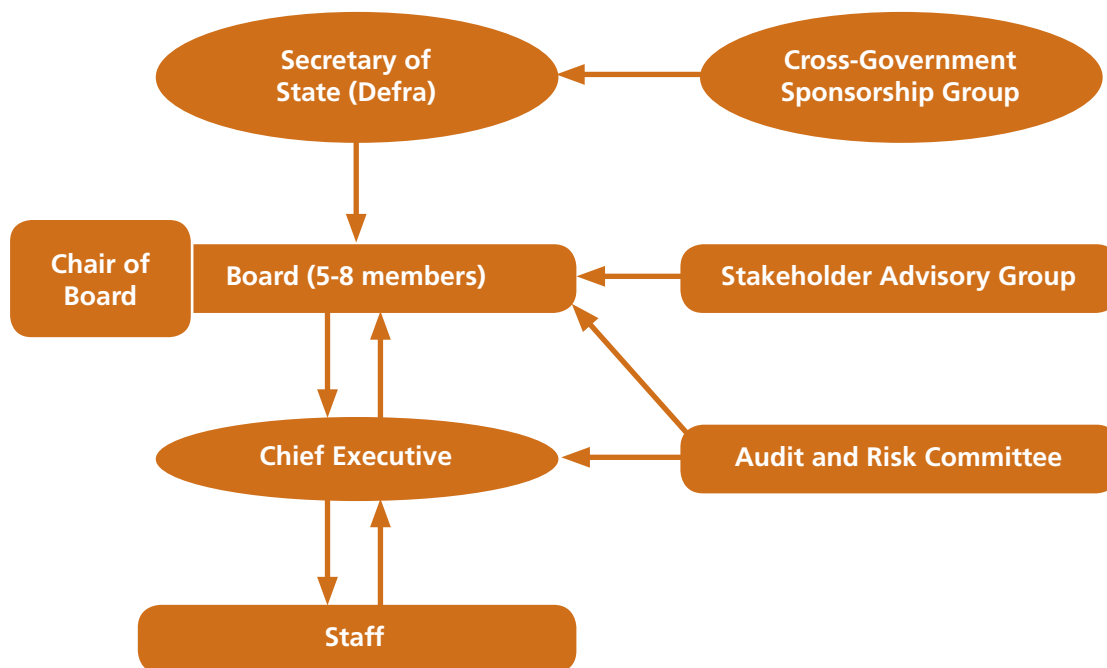 Secretary of
State (Defra)
Cross-Government
Sponsorship Group
Chair of
Board
Board (5-8 members)
Stakeholder Advisory Group
Chief Executive
Audit and Risk Committee
Staff